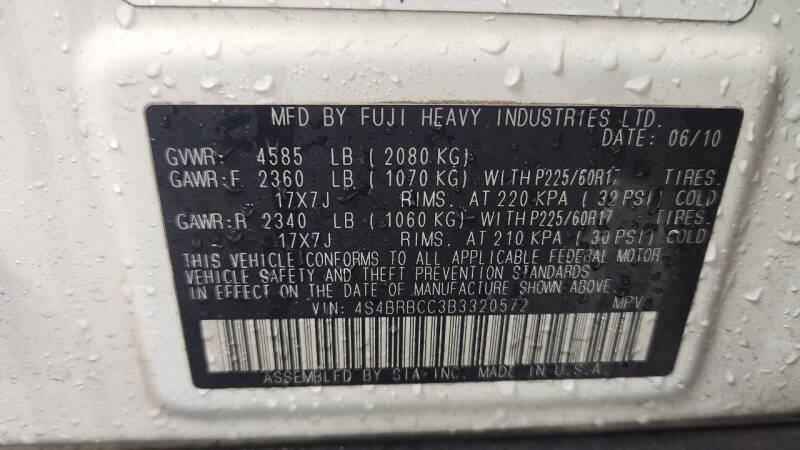 MFD BY FUJI HEAVY INDUSTRIES LTD.
DATE: 06/10
GVWR: 4585 LB (2080 KG)
GAWR:F 2360 LB (1070 KG) WITH P225/60R17 TIRES.
17X7J RIMS. AT 220 KPA (32 PSI) COLD
GAWR:R 2340 LB (1060 KG) WITH P225/60R17 TIRES.
17X7J RIMS. AT 210 KPA (30 PSI) COLD
THIS VEHICLE CONFORMS TO ALL APPLICABLE FEDERAL MOTOR
VEHICLE SAFETY AND THEFT PREVENTION STANDARDS
IN EFFECT ON THE DATE OF MANUFACTURE SHOWN ABOVE.
VIN: 4S4BRBCC3B3320572 MPV
ASSEMBLED BY SIA INC. MADE IN U.S.A.